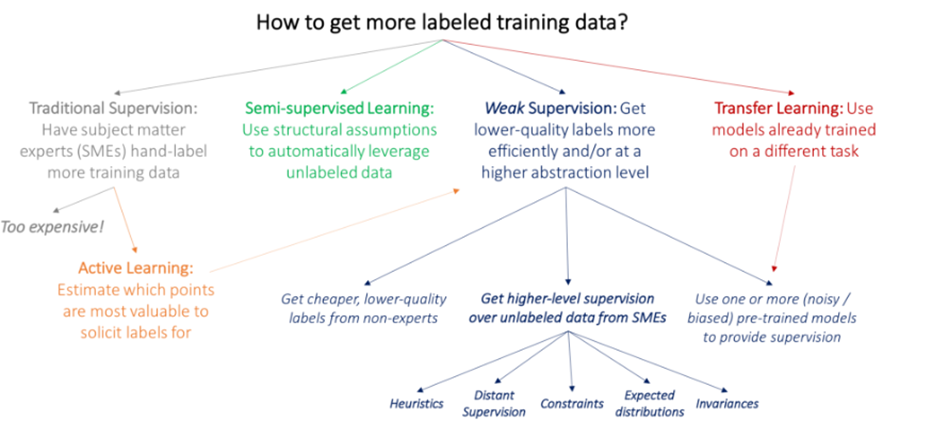 How to get more labeled training data?
Traditional Supervision:
Have subject matter
experts (SMEs) hand-label
more training data
Semi-supervised Learning:
Use structural assumptions
to automatically leverage
unlabeled data
Weak Supervision: Get
lower-quality labels more
efficiently and/or at a
higher abstraction level
Transfer Learning: Use
models already trained
on a different task
Too expensive!
Active Learning:
Estimate which points
are most valuable to
solicit labels for
Get cheaper, lower-quality
labels from non-experts
Get higher-level supervision
over unlabeled data from SMEs
Use one or more (noisy /
biased) pre-trained models
to provide supervision
Heuristics
Distant
Supervision
Constraints
Expected
distributions
Invariances